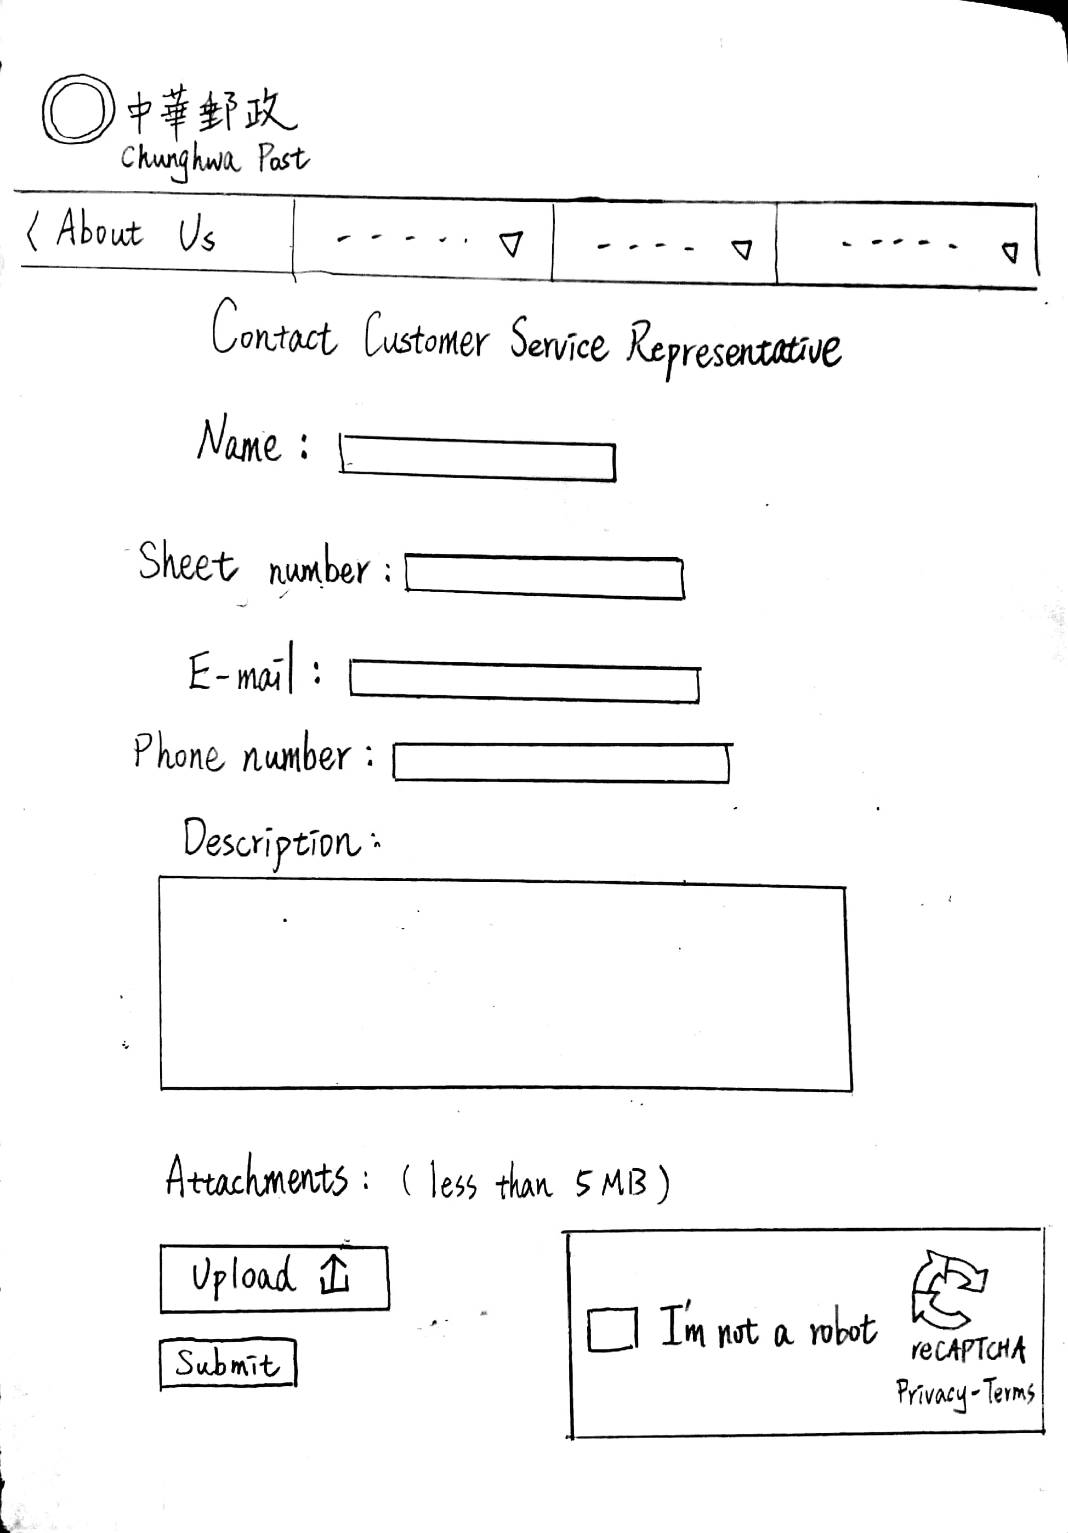 中華郵政
Chunghwa Post
< About Us
Contact Customer Service Representative
Name :
Sheet number :
E-mail :
Phone number :
Description :
Attachments : ( less than 5 MB )
Upload
I'm not a robot
reCAPTCHA
Privacy - Terms
Submit